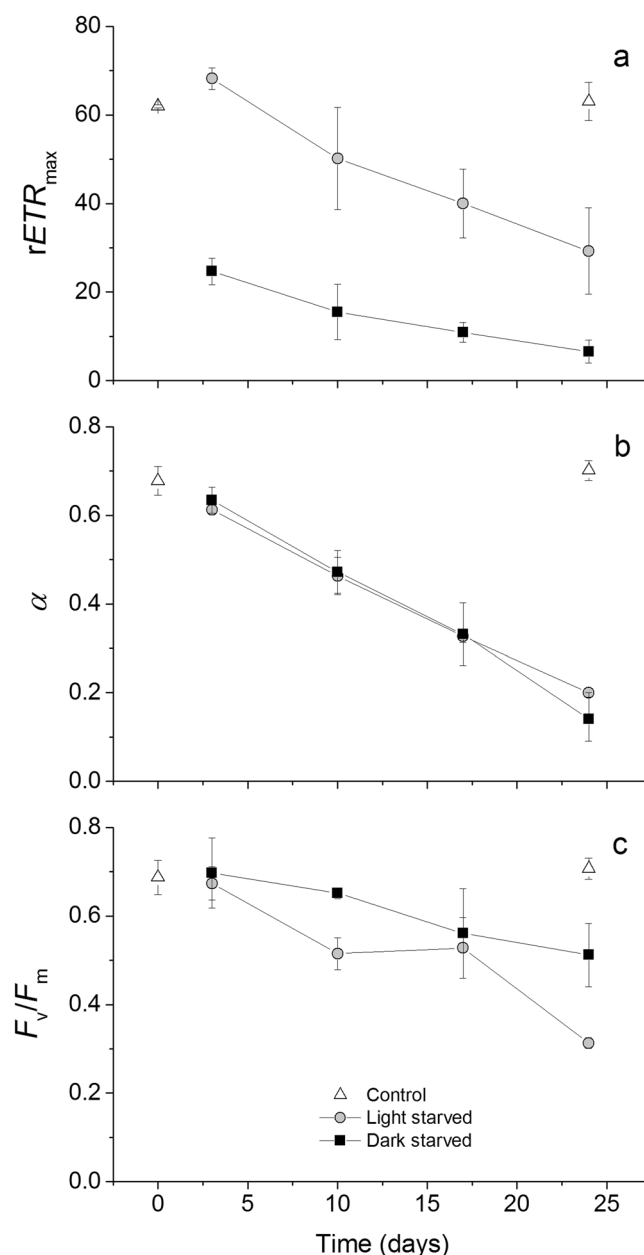 a
80
60
40
20
0
rETRmax
b
0.8
0.6
0.4
0.2
0.0
α
c
0.8
0.6
0.4
0.2
0.0
Fv/Fm
Control
Light starved
Dark starved
0 5 10 15 20 25
Time (days)